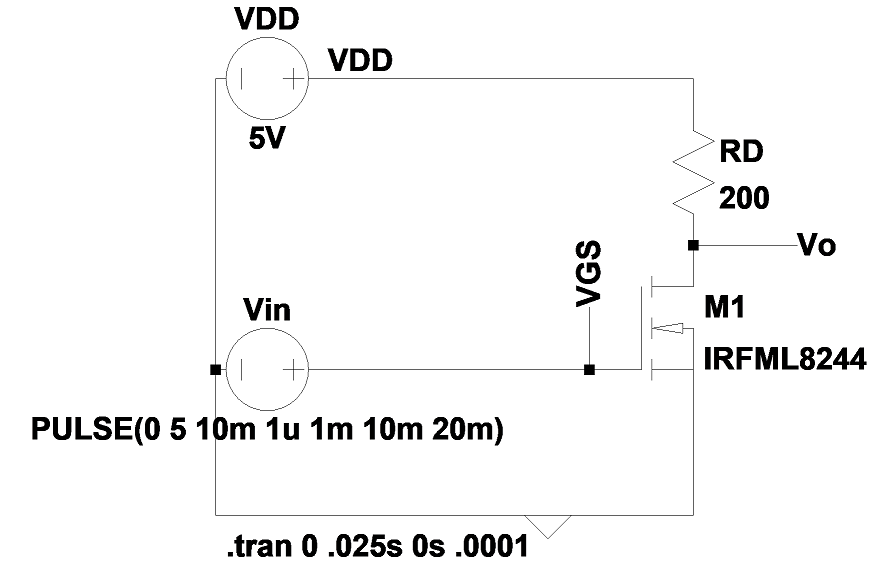 VDD
VDD
5V
RD
200
Vo
VGS
Vin
M1
IRFML8244
PULSE(0 5 10m 1u 1m 10m 20m)
.tran 0 .025s 0s .0001